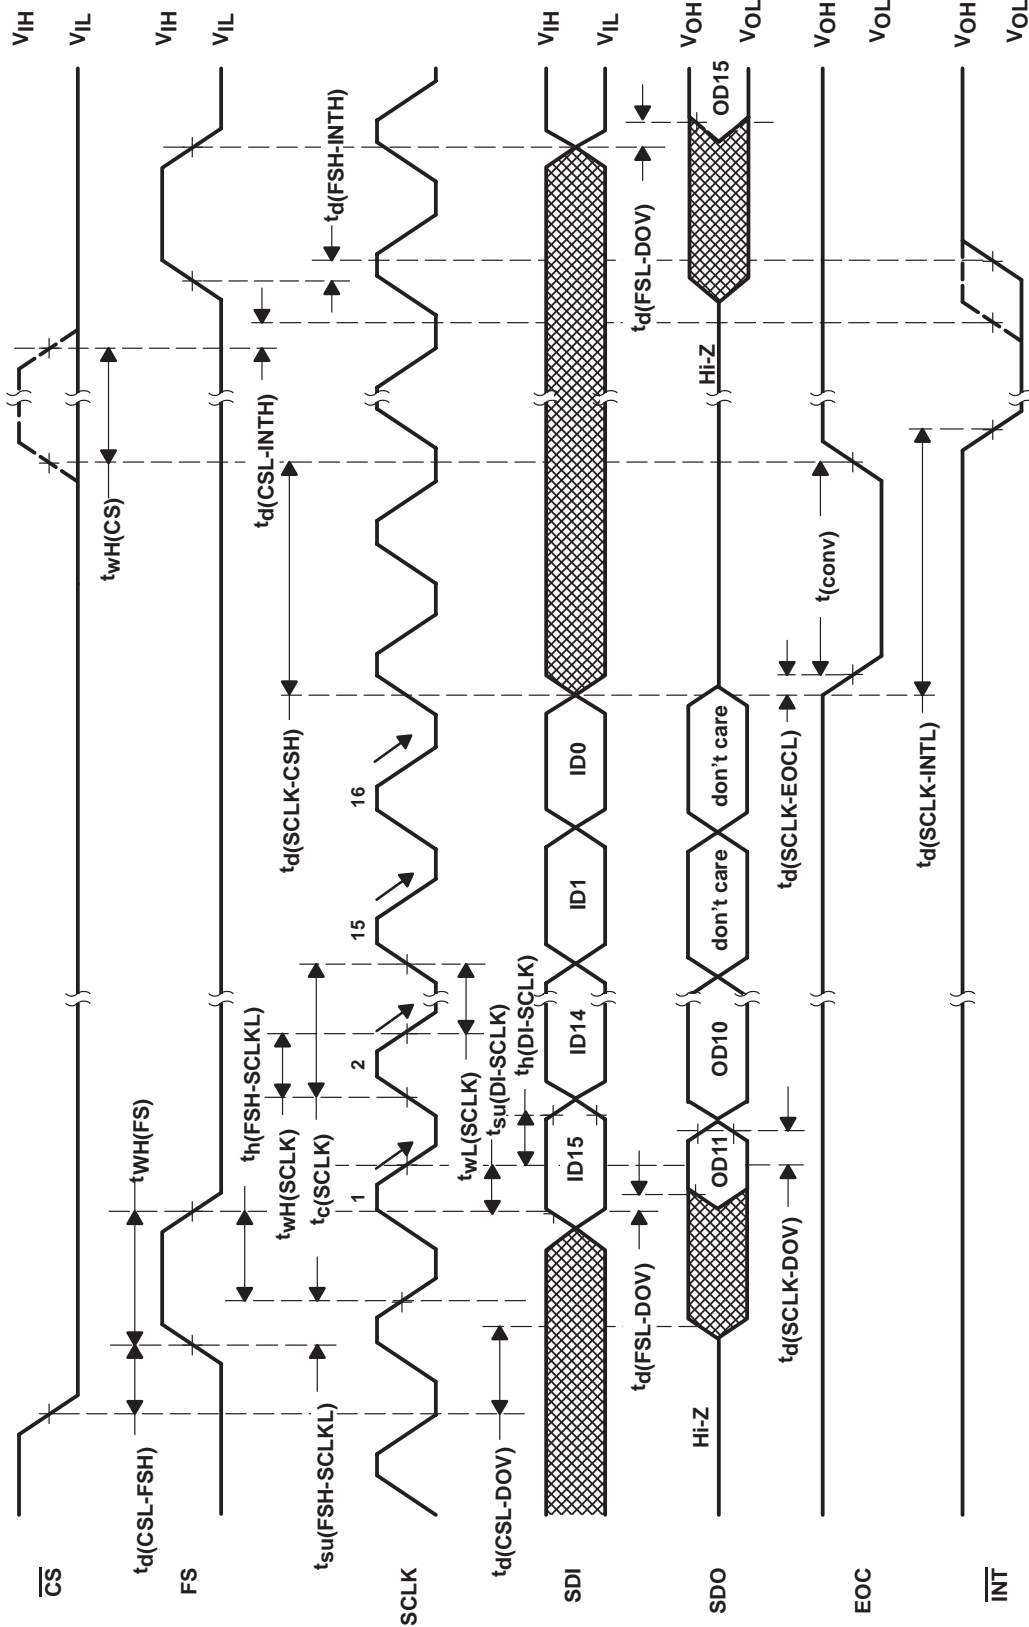 CS
VIH
VIL
twH(CS)
td(CSL-FSH)
tWH(FS)
FS
VIH
VIL
th(FSH-SCLKL)
td(CSL-INTH)
td(SCLK-CSH)
twH(SCLK)
tc(SCLK)
tsu(FSH-SCLKL)
td(FSH-INTH)
SCLK
1
2
15
16
twL(SCLK)
td(CSL-DOV)
tsu(DI-SCLK)
th(DI-SCLK)
SDI
ID15
ID14
ID1
ID0
VIH
VIL
td(FSL-DOV)
td(FSL-DOV)
SDO
Hi-Z
OD11
OD10
don't care
don't care
Hi-Z
OD15
VOH
VOL
td(SCLK-DOV)
td(SCLK-EOCL)
t(conv)
EOC
VOH
VOL
td(SCLK-INTL)
INT
VOH
VOL